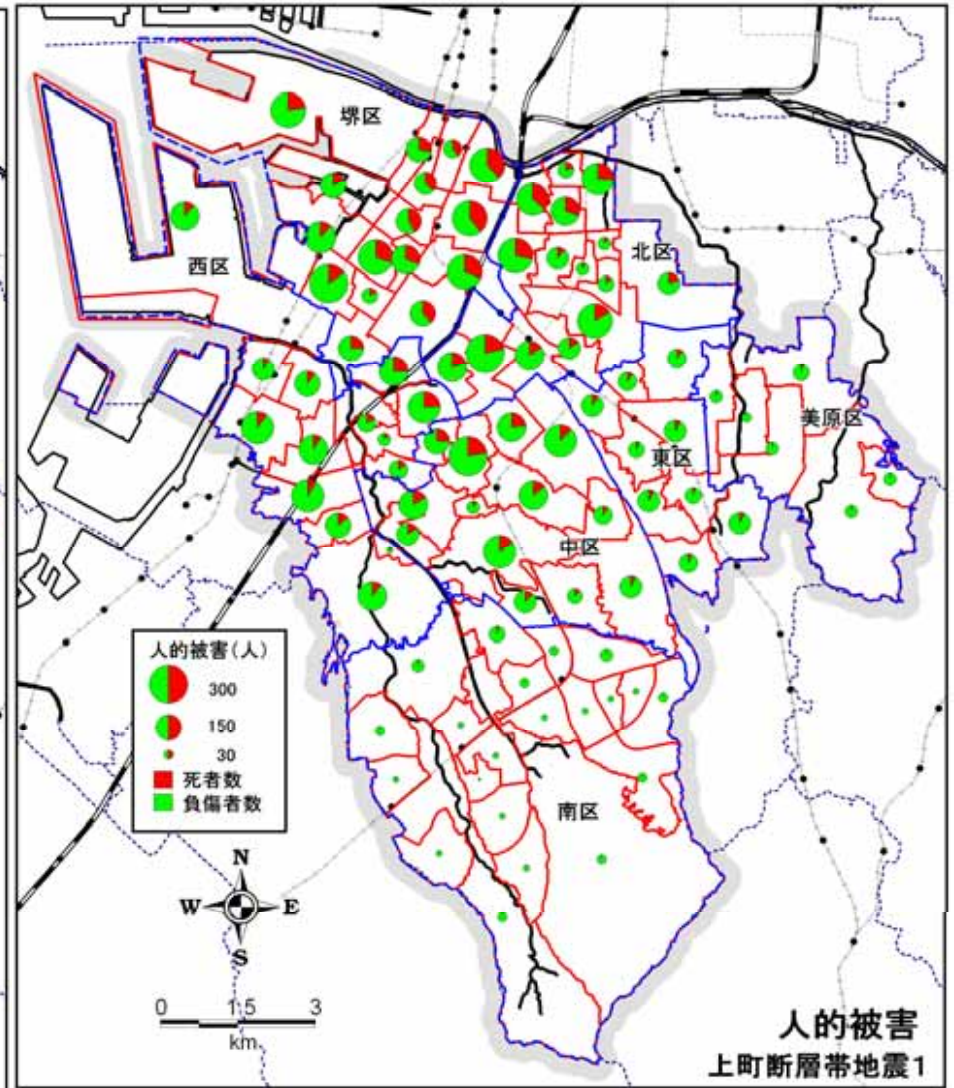 堺区
西区
北区
美原区
東区
中区
人的被害(人)
300
150
30
死者数
負傷者数
南区
N
W
E
S
0 1.5 3
km
人的被害
上町断層帯地震1